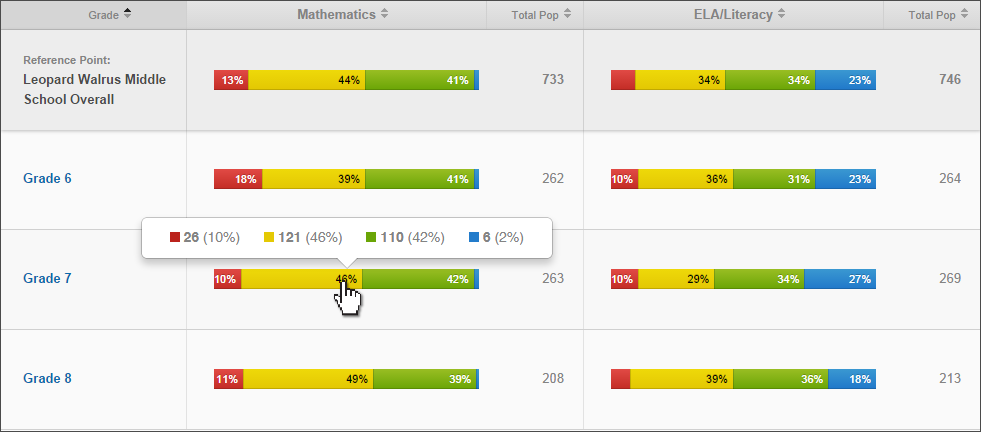 Grade Mathematics Total Pop ELA/Literacy Total Pop
Reference Point:
Leopard Walrus Middle
School Overall
13% 44% 41% 733 34% 34% 23% 746
Grade 6 18% 39% 41% 262 10% 36% 31% 23% 264
26 (10%) 121 (46%) 110 (42%) 6 (2%)
Grade 7 10% 46% 42% 263 10% 29% 34% 27% 269
Grade 8 11% 49% 39% 208 39% 36% 18% 213